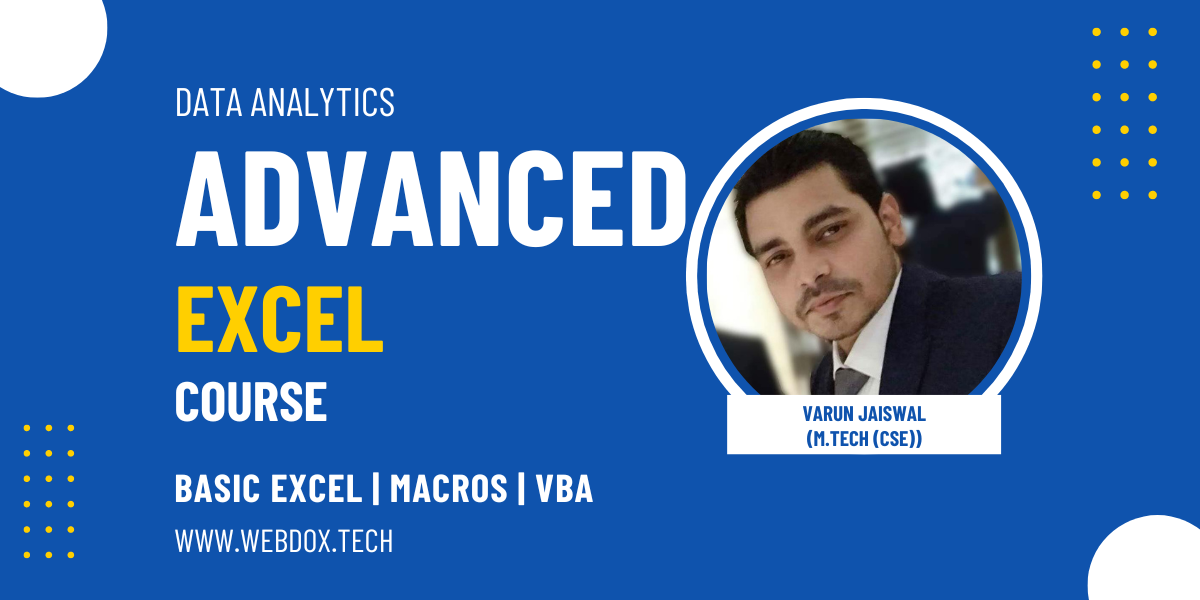 DATA ANALYTICS
ADVANCED
EXCEL
COURSE
BASIC EXCEL | MACROS | VBA
WWW.WEBDOX.TECH
VARUN JAISWAL
(M.TECH (CSE))